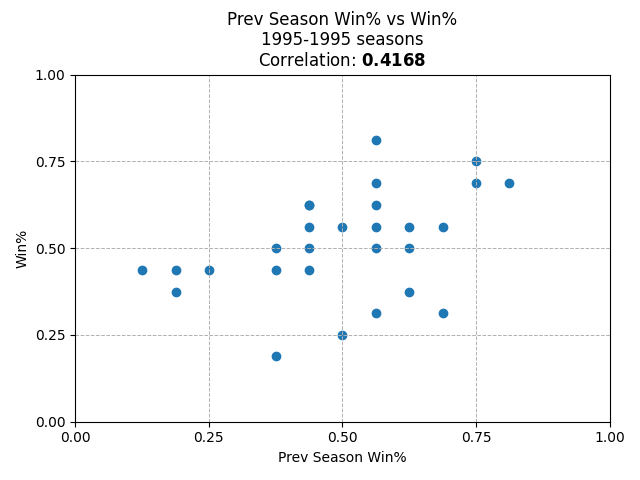 Prev Season Win% vs Win%
1995-1995 seasons
Correlation: 0.4168
1.00
0.75
0.50
0.25
0.00
Win%
0.00 0.25 0.50 0.75 1.00
Prev Season Win%